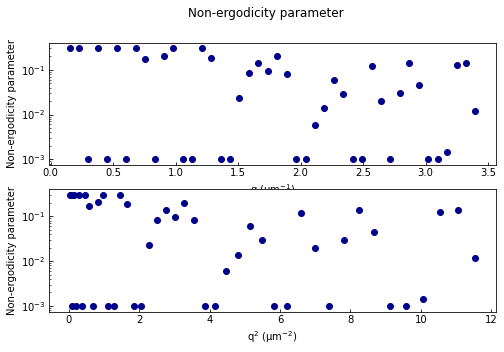 Non-ergodicity parameter
Non-ergodicity parameter
10⁻¹
10⁻²
10⁻³
0.0 0.5 1.0 1.5 2.0 2.5 3.0 3.5
q (μm⁻¹)
Non-ergodicity parameter
10⁻¹
10⁻²
10⁻³
0 2 4 6 8 10 12
q² (μm⁻²)